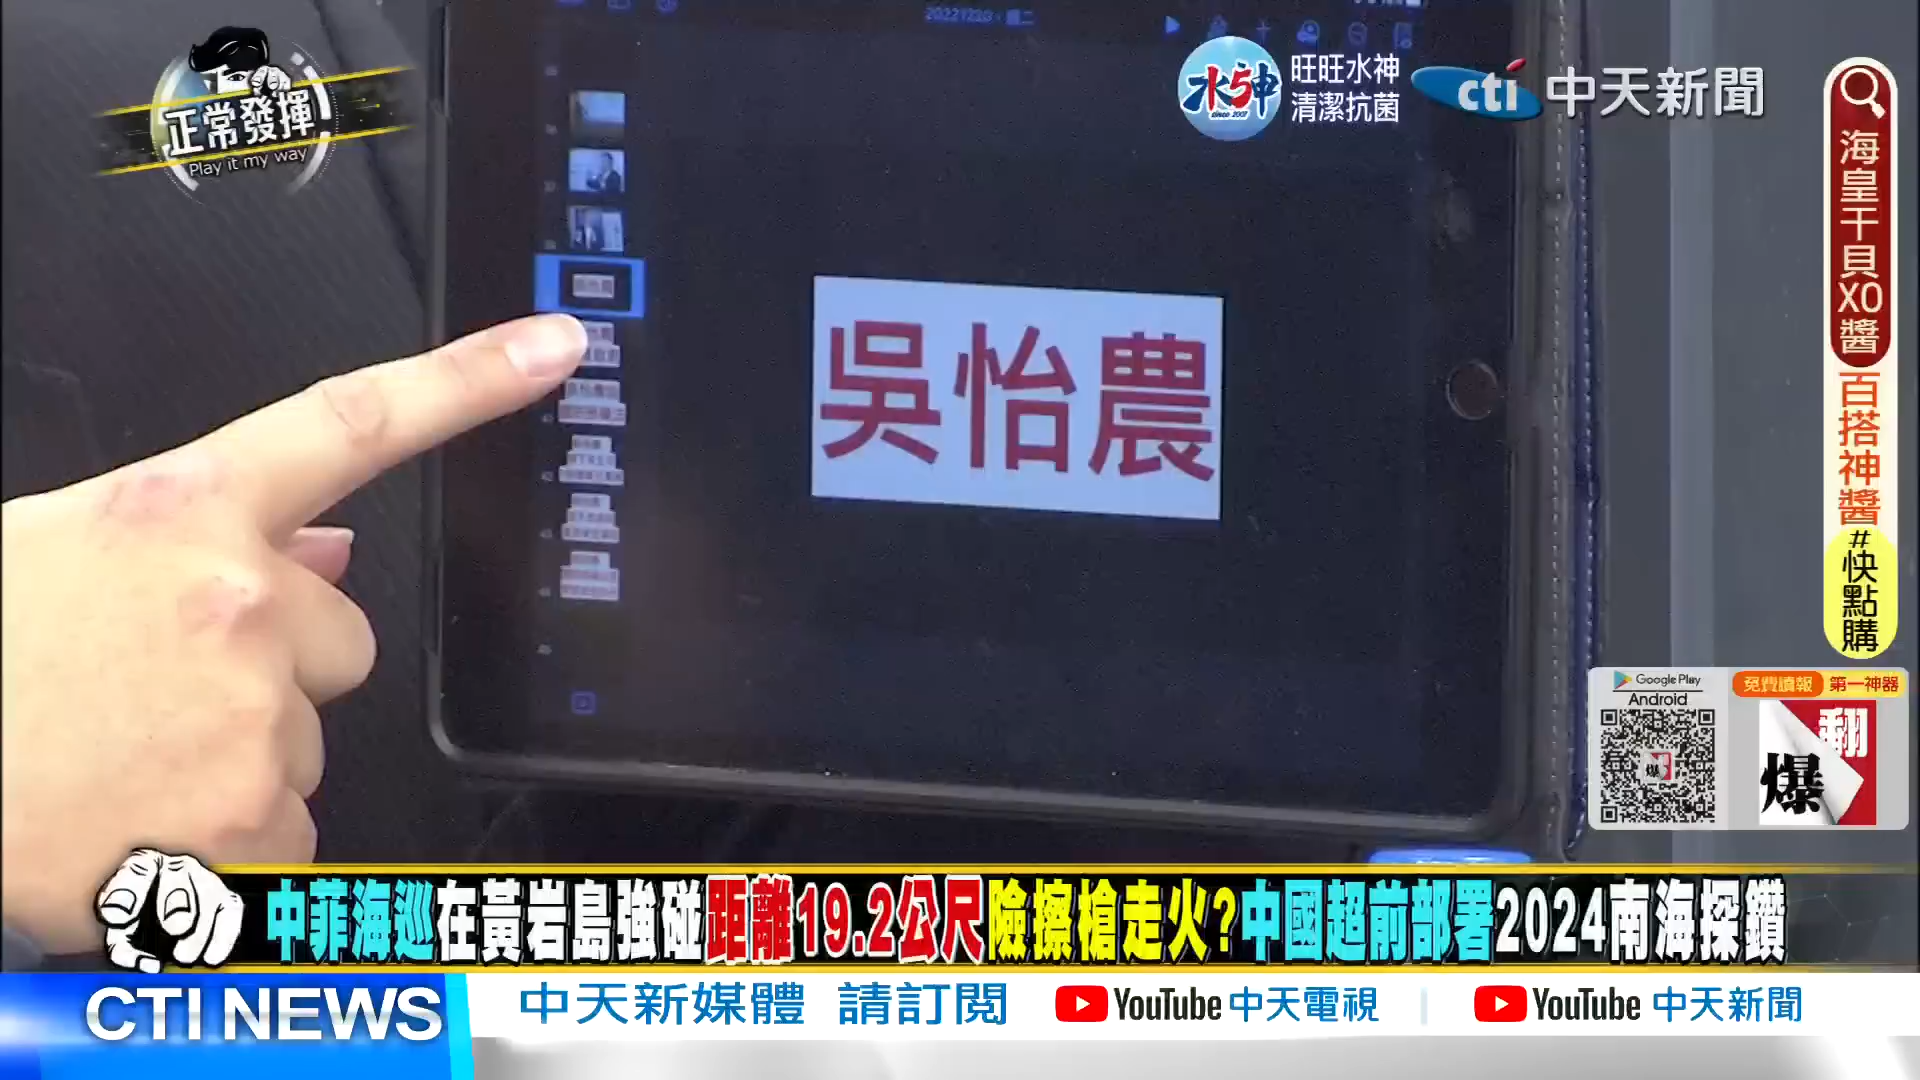 正常發揮
Play it my way
水神
since 2007
旺旺水神
清潔抗菌
cti 中天新聞
海皇干貝XO醬
百搭神醬
#快點購
吳怡農
Google Play
Android
免費讀報 第一神器
翻爆
中菲海巡在黃岩島強碰距離19.2公尺險擦槍走火?中國超前部署2024南海探鑽
CTI NEWS
中天新媒體 請訂閱
YouTube 中天電視
YouTube 中天新聞